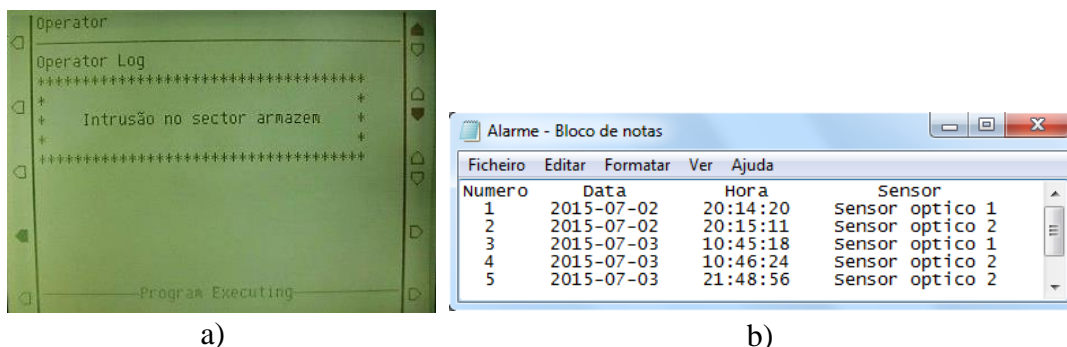 Operator
Operator Log
************************************
* *
* Intrusão no sector armazem *
* *
************************************
Program Executing
a)
Alarme - Bloco de notas
Ficheiro Editar Formatar Ver Ajuda
Numero Data Hora Sensor
1 2015-07-02 20:14:20 Sensor optico 1
2 2015-07-02 20:15:11 Sensor optico 2
3 2015-07-03 10:45:18 Sensor optico 1
4 2015-07-03 10:46:24 Sensor optico 2
5 2015-07-03 21:48:56 Sensor optico 2
b)